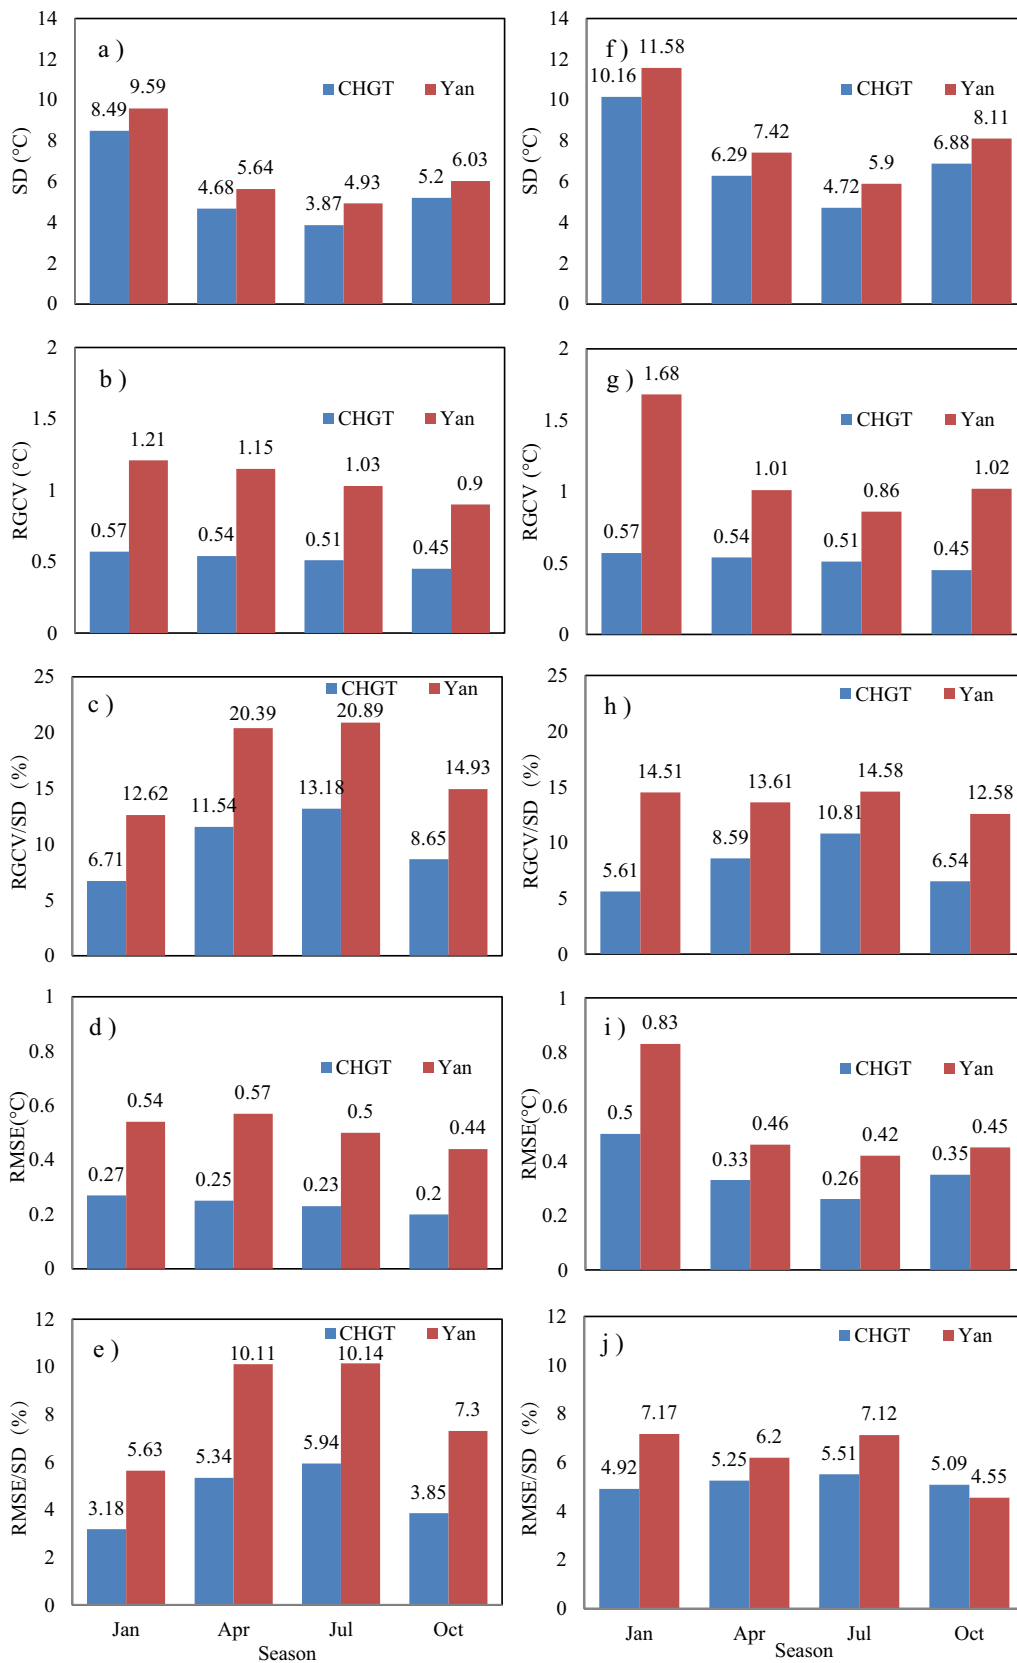 a )
CHGT Yan
SD (°C)
14
12
10
8
6
4
2
0
8.49 9.59 4.68 5.64 3.87 4.93 5.2 6.03
f )
CHGT Yan
SD (°C)
14
12
10
8
6
4
2
0
10.16 11.58 6.29 7.42 4.72 5.9 6.88 8.11
b )
CHGT Yan
RGCV (°C)
2
1.5
1
0.5
0
0.57 1.21 0.54 1.15 0.51 1.03 0.45 0.9
g )
CHGT Yan
RGCV (°C)
2
1.5
1
0.5
0
0.57 1.68 0.54 1.01 0.51 0.86 0.45 1.02
c )
CHGT Yan
RGCV/SD (%)
25
20
15
10
5
0
6.71 12.62 11.54 20.39 13.18 20.89 8.65 14.93
h )
CHGT Yan
RGCV/SD (%)
25
20
15
10
5
0
5.61 14.51 8.59 13.61 10.81 14.58 6.54 12.58
d )
CHGT Yan
RMSE(°C)
1
0.8
0.6
0.4
0.2
0
0.27 0.54 0.25 0.57 0.23 0.5 0.2 0.44
i )
CHGT Yan
RMSE(°C)
1
0.8
0.6
0.4
0.2
0
0.5 0.83 0.33 0.46 0.26 0.42 0.35 0.45
e )
CHGT Yan
RMSE/SD (%)
12
10
8
6
4
2
0
3.18 5.63 5.34 10.11 5.94 10.14 3.85 7.3
Jan Apr Jul Oct
Season
j )
CHGT Yan
RMSE/SD (%)
12
10
8
6
4
2
0
4.92 7.17 5.25 6.2 5.51 7.12 5.09 4.55
Jan Apr Jul Oct
Season